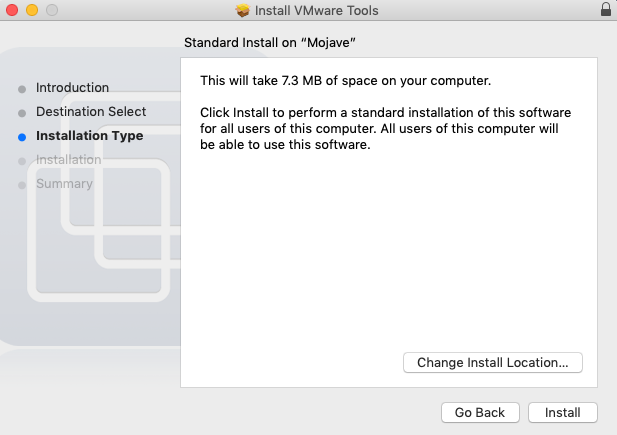 Install VMware Tools
Standard Install on “Mojave”
Introduction
Destination Select
Installation Type
Installation
Summary
This will take 7.3 MB of space on your computer.
Click Install to perform a standard installation of this software
for all users of this computer. All users of this computer will
be able to use this software.
Change Install Location...
Go Back
Install